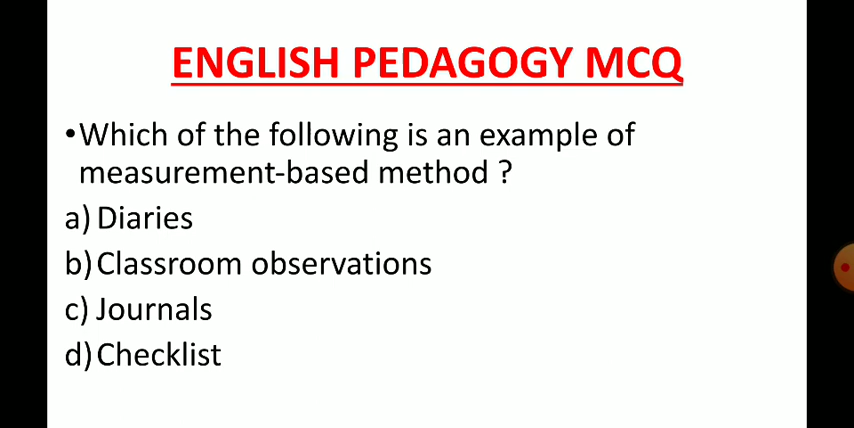 ENGLISH PEDAGOGY MCQ
•Which of the following is an example of
measurement-based method ?
a) Diaries
b) Classroom observations
c) Journals
d) Checklist